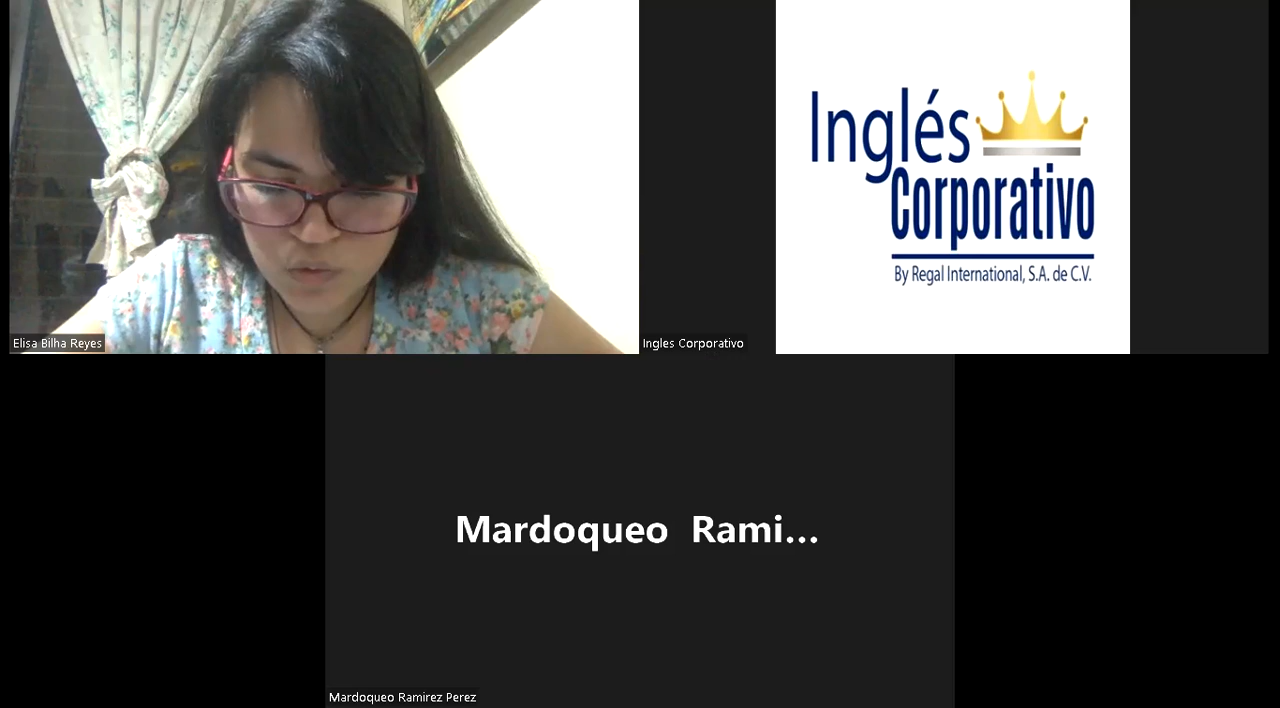 Inglés
Corporativo
By Regal International, S.A. de C.V.
Elisa Bilha Reyes
Ingles Corporativo
Mardoqueo Rami...
Mardoqueo Ramirez Perez